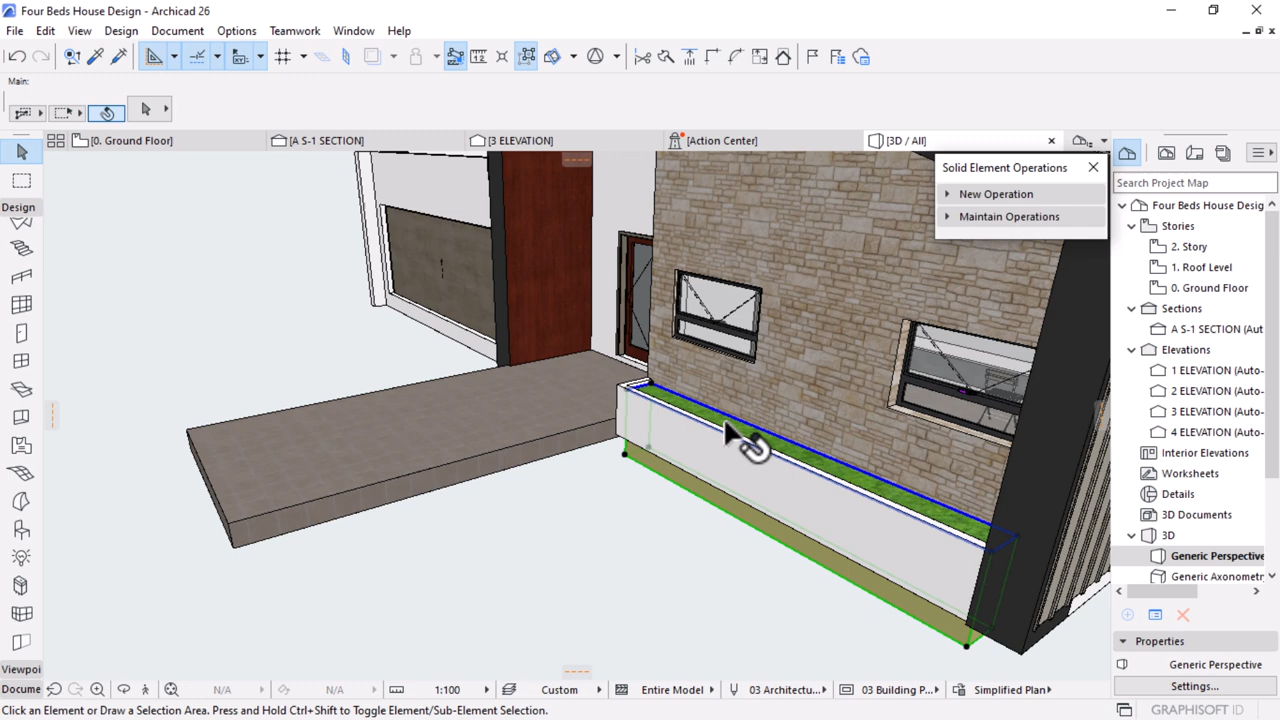 Four Beds House Design - Archicad 26
File Edit View Design Document Options Teamwork Window Help
Main:
[0. Ground Floor]
[A S-1 SECTION]
[3 ELEVATION]
[Action Center]
[3D / All]
Solid Element Operations
New Operation
Maintain Operations
Search Project Map
Four Beds House Desig
Stories
2. Story
1. Roof Level
0. Ground Floor
Sections
A S-1 SECTION (Aut
Elevations
1 ELEVATION (Auto-
2 ELEVATION (Auto-
3 ELEVATION (Auto-
4 ELEVATION (Auto-
Interior Elevations
Worksheets
Details
3D Documents
3D
Generic Perspective
Generic Axonometr
Properties
Generic Perspective
Settings...
Design
Viewpoi
Docume
N/A
N/A
1:100
Custom
Entire Model
03 Architectu...
03 Building P...
Simplified Plan
Click an Element or Draw a Selection Area. Press and Hold Ctrl+Shift to Toggle Element/Sub-Element Selection.
GRAPHISOFT ID